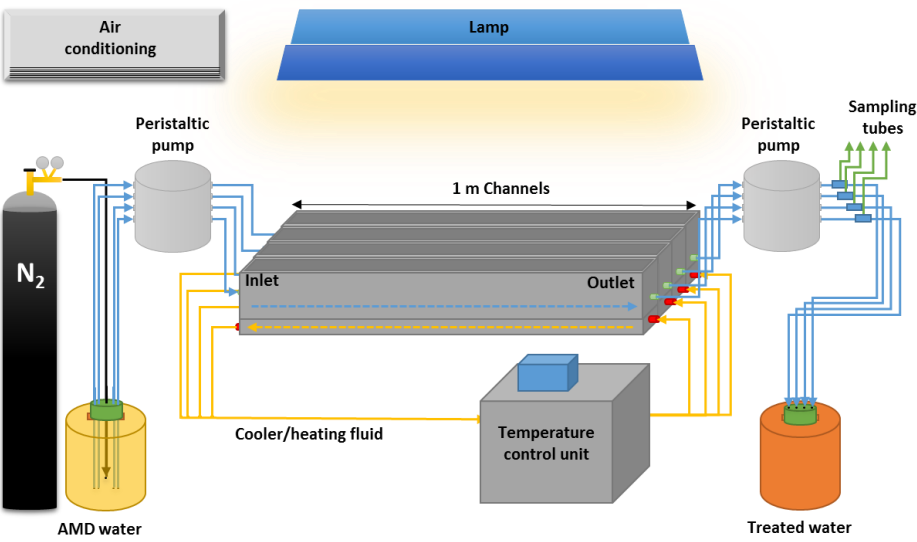 Air
conditioning
Lamp
Peristaltic
pump
Peristaltic
pump
Sampling
tubes
1 m Channels
N2
Inlet
Outlet
Cooler/heating fluid
Temperature
control unit
AMD water
Treated water